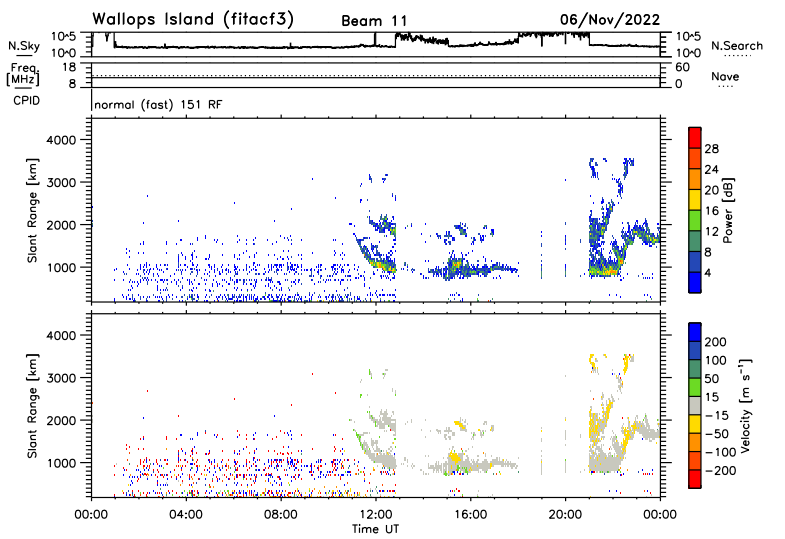 Wallops Island (fitacf3) Beam 11 06/Nov/2022
N.Sky 10^5 10^0 10^5 10^0 N.Search
Freq. [MHz] 18 8 60 0 Nave
CPID normal (fast) 151 RF
Slant Range [km] 4000 3000 2000 1000
28 24 20 16 12 8 4 Power [dB]
Slant Range [km] 4000 3000 2000 1000
200 100 50 15 -15 -50 -100 -200 Velocity [m s⁻¹]
00:00 04:00 08:00 12:00 16:00 20:00 00:00
Time UT